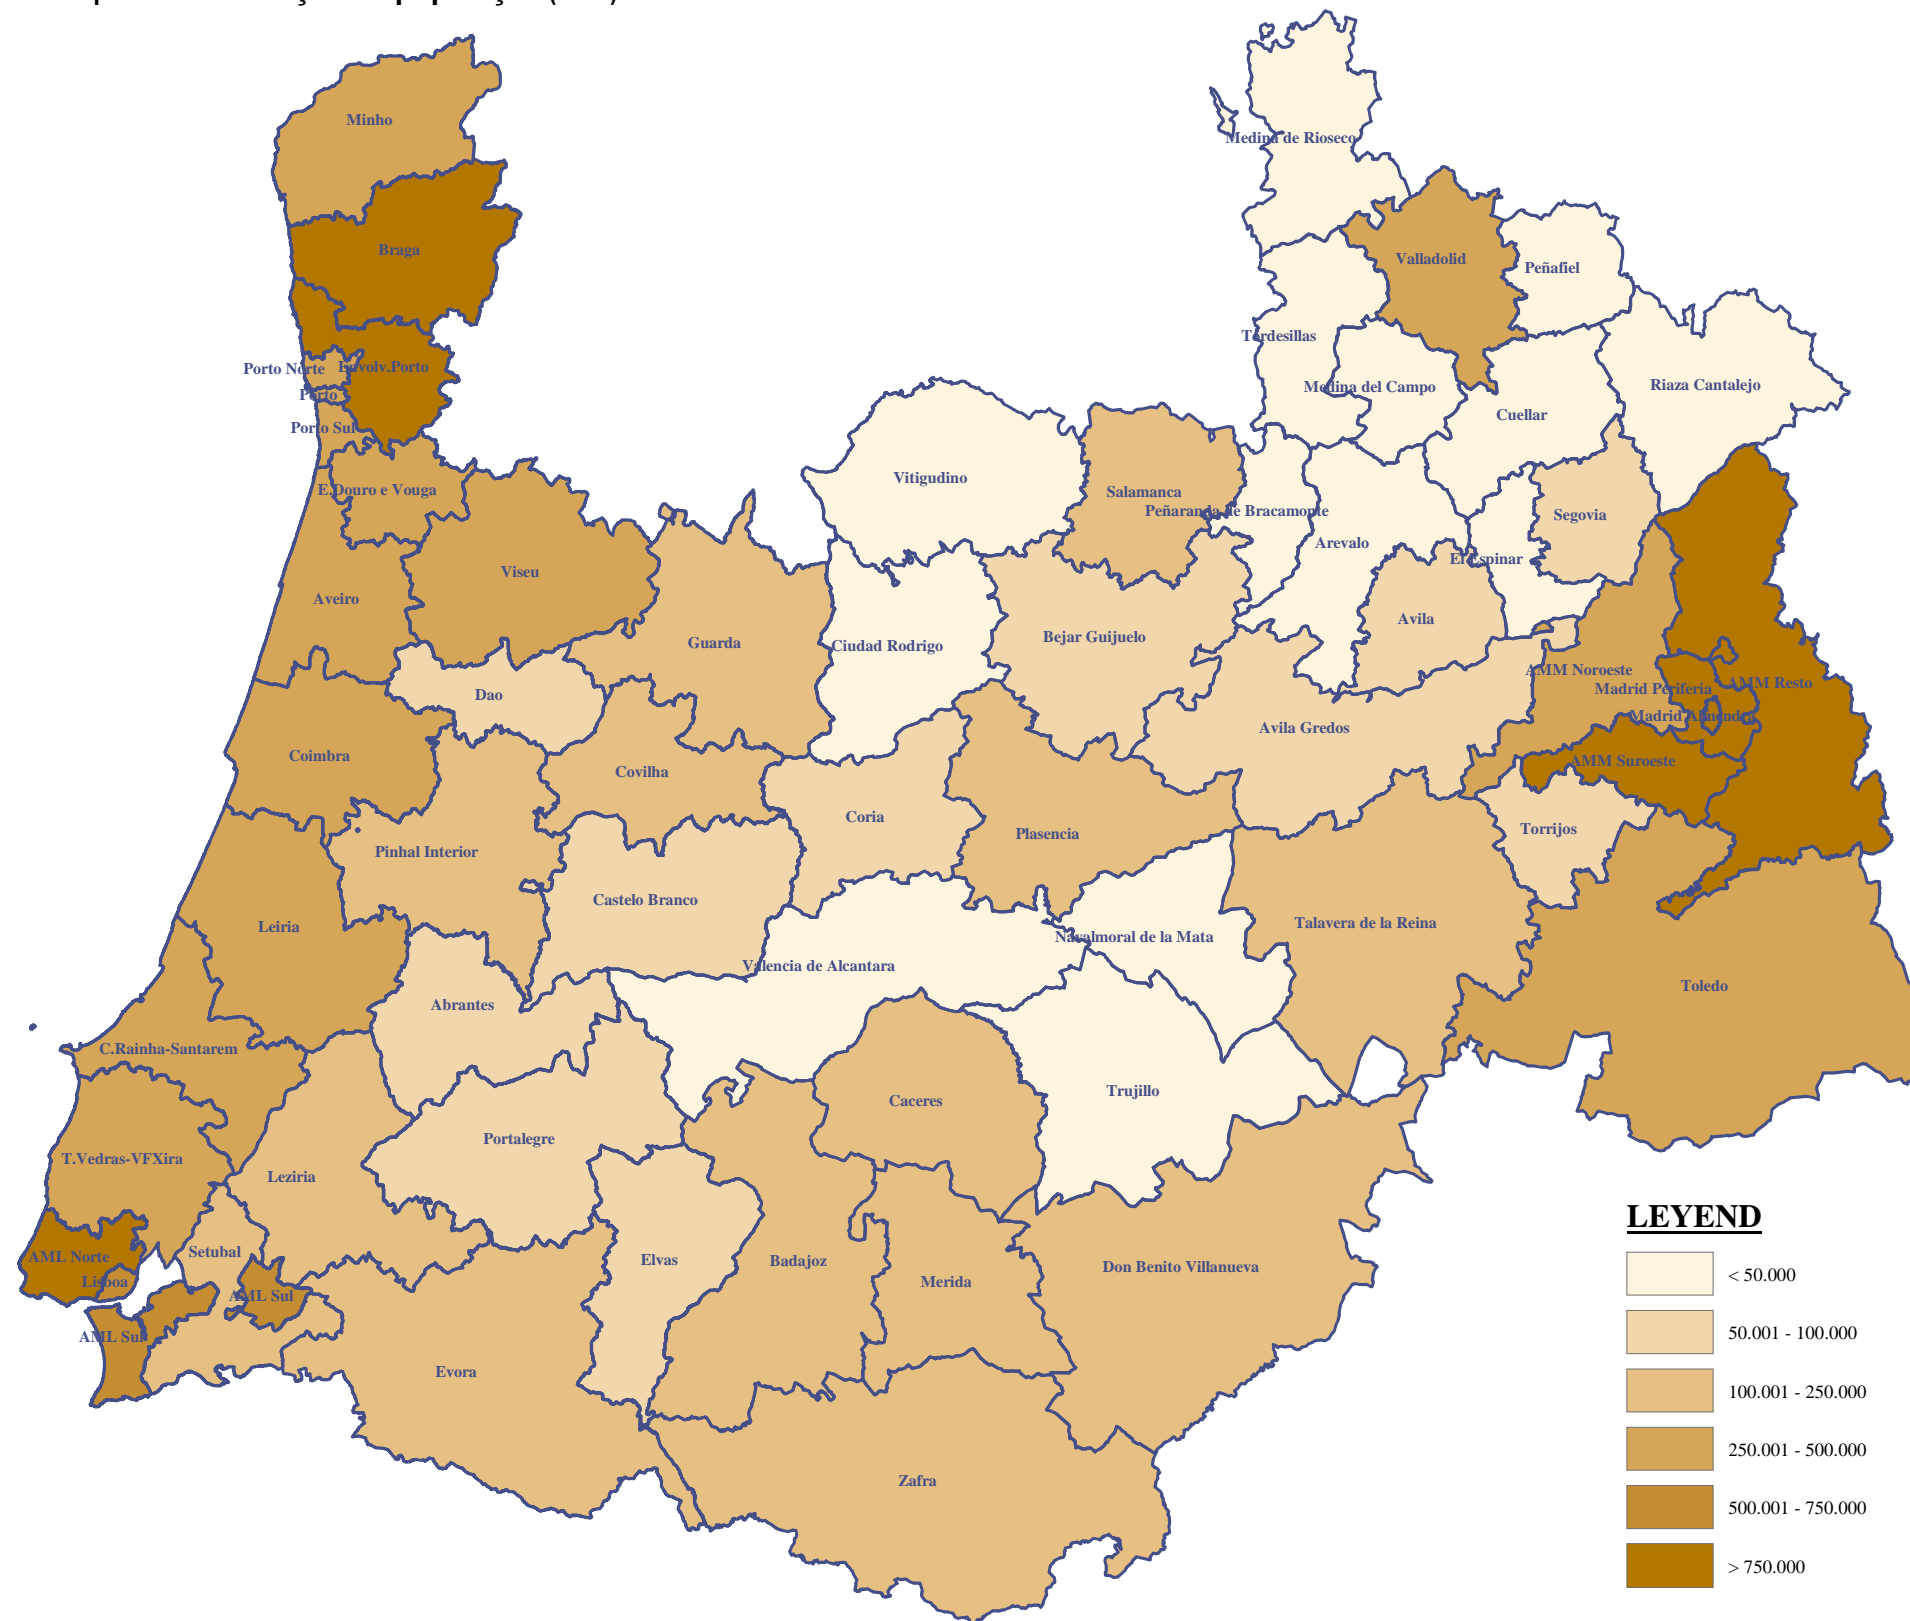 Minho
Medina de Rioseco
Braga
Valladolid
Peñafiel
Tordesillas
Porto Norte
Envolv.Porto
Medina del Campo
Riaza Cantalejo
Porto
Cuellar
Porto Sul
Vitigudino
E.Douro e Vouga
Salamanca
Peñaranda de Bracamonte
Segovia
Arevalo
El Espinar
Viseu
Aveiro
Avila
Guarda
Ciudad Rodrigo
Bejar Guijuelo
AMM Noroeste
Madrid Periferia
AMM Resto
Dao
Madrid Almendra
Avila Gredos
Coimbra
AMM Suroeste
Covilha
Coria
Plasencia
Torrijos
Pinhal Interior
Castelo Branco
Leiria
Talavera de la Reina
Navalmoral de la Mata
Valencia de Alcantara
Toledo
Abrantes
C.Rainha-Santarem
Trujillo
Caceres
Portalegre
T.Vedras-VFXira
Leziria
Setubal
AML Norte
Lisboa
Elvas
Badajoz
Merida
Don Benito Villanueva
AML Sul
AML Sul
Evora
Zafra
LEYEND
< 50.000
50.001 - 100.000
100.001 - 250.000
250.001 - 500.000
500.001 - 750.000
> 750.000